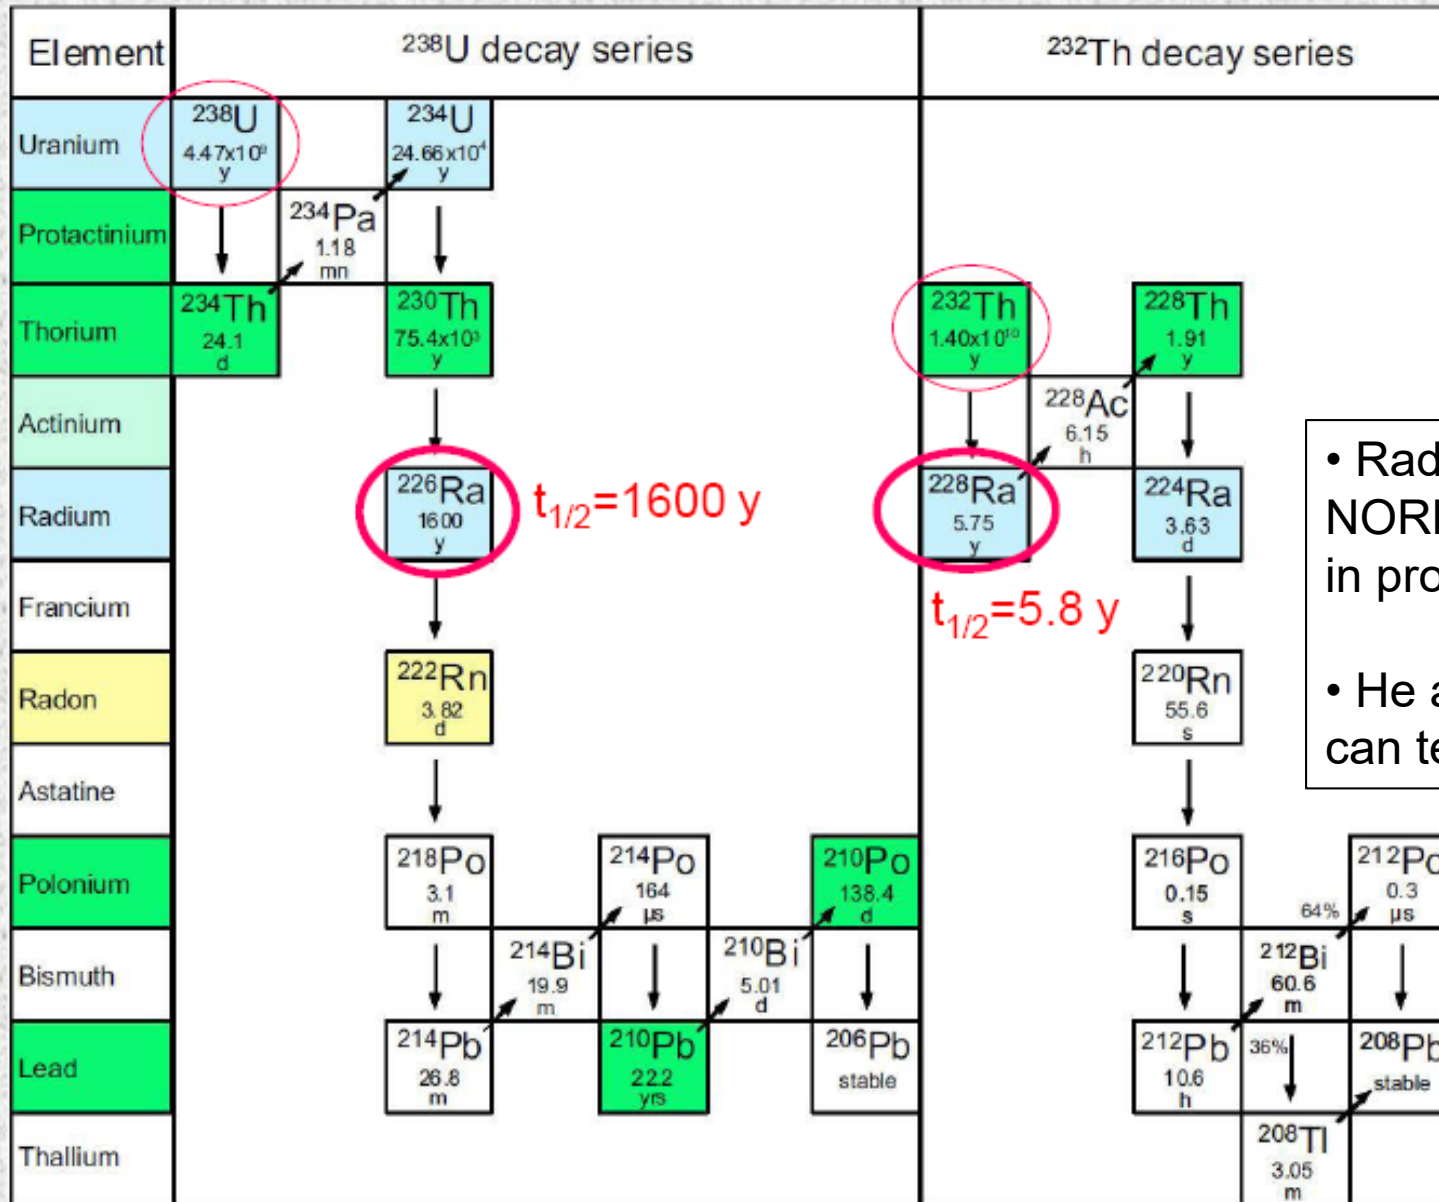 Element
²³⁸U decay series
²³²Th decay series
Uranium
²³⁸U
4.47x10⁹
y
²³⁴U
24.66x10⁴
y
Protactinium
²³⁴Pa
1.18
mn
Thorium
²³⁴Th
24.1
d
²³⁰Th
75.4x10³
y
²³²Th
1.40x10¹⁰
y
²²⁸Th
1.91
y
Actinium
²²⁸Ac
6.15
h
Radium
²²⁶Ra
1600
y
t₁/₂=1600 y
²²⁸Ra
5.75
y
t₁/₂=5.8 y
²²⁴Ra
3.63
d
• Rad
NOR
in pro
• He a
can te
Francium
Radon
²²²Rn
3.82
d
²²⁰Rn
55.6
s
Astatine
Polonium
²¹⁸Po
3.1
m
²¹⁴Po
164
µs
²¹⁰Po
138.4
d
²¹⁶Po
0.15
s
²¹²Po
0.3
µs
64%
Bismuth
²¹⁴Bi
19.9
m
²¹⁰Bi
5.01
d
²¹²Bi
60.6
m
Lead
²¹⁴Pb
26.8
m
²¹⁰Pb
22.2
yrs
²⁰⁶Pb
stable
²¹²Pb
10.6
h
36%
²⁰⁸Pb
stable
Thallium
²⁰⁸Tl
3.05
m